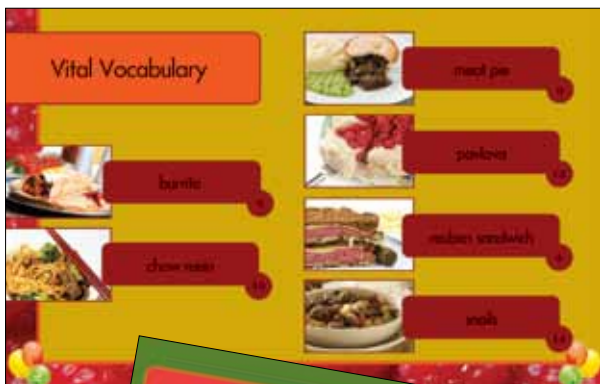 Vital Vocabulary
burrito
chow mein
meat pie
pavlova
reuben sandwich
snails